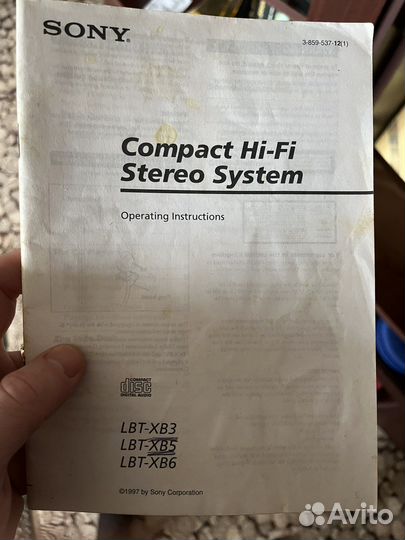 SONY®
3-859-537-12(1)
Compact Hi-Fi
Stereo System
Operating Instructions
COMPACT
disc
DIGITAL AUDIO
LBT-XB3
LBT-XB5
LBT-XB6
©1997 by Sony Corporation
Avito